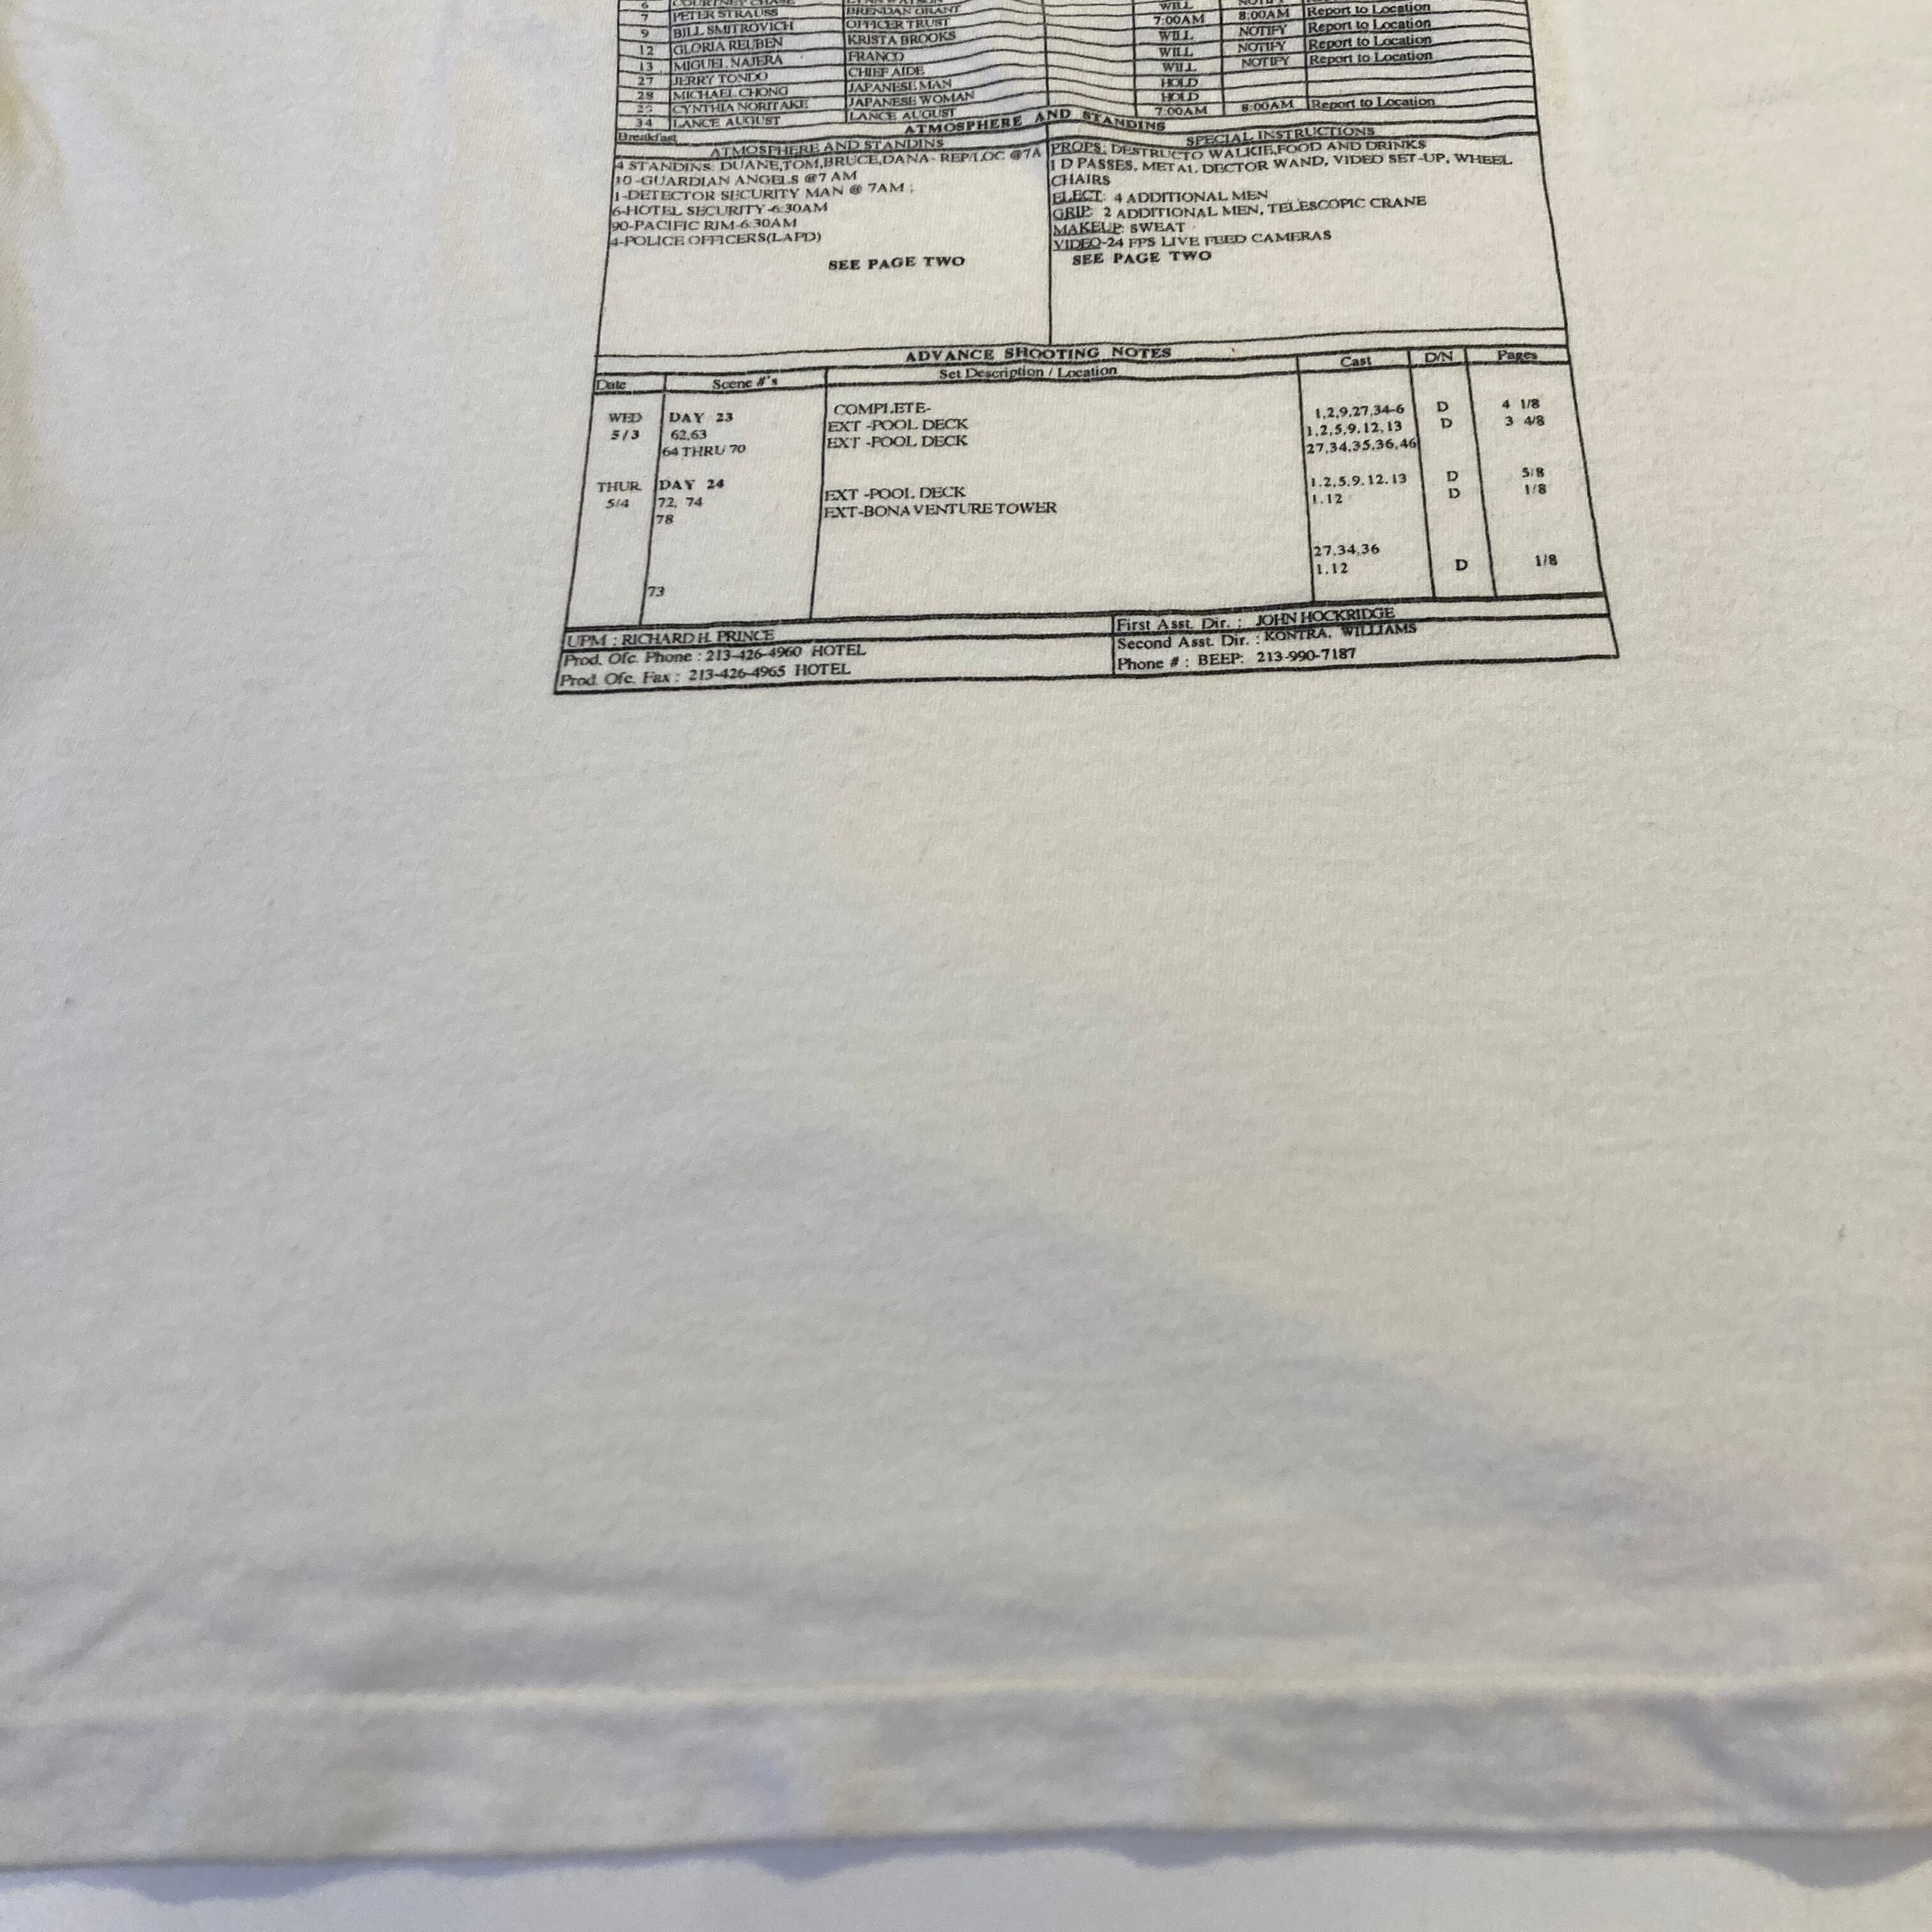 6 COURTNEY CHASE LYNN WATSON WILL NOTIFY Report to Location
7 PETER STRAUSS BRENDAN GRANT 7:00AM 8:00AM Report to Location
9 BILL SMITROVICH OFFICER TRUST WILL NOTIFY Report to Location
12 GLORIA REUBEN KRISTA BROOKS WILL NOTIFY Report to Location
13 MIGUEL NAJERA FRANCO WILL NOTIFY Report to Location
27 JERRY TONDO CHIEF AIDE HOLD
28 MICHAEL CHONG JAPANESE MAN HOLD
CYNTHIA NORITAKE JAPANESE WOMAN
34 LANCE AUGUST LANCE AUGUST 7:00AM 8:00AM Report to Location
Breakfast ATMOSPHERE AND STANDINS
ATMOSPHERE AND STANDINS
4 STANDINS: DUANE,TOM,BRUCE,DANA- REP/LOC @7A
10 -GUARDIAN ANGELS @7 AM
1-DETECTOR SECURITY MAN @ 7AM ;
6-HOTEL SECURITY -6:30AM
90-PACIFIC RIM-6:30AM
4-POLICE OFFICERS(LAPD)
SEE PAGE TWO
SPECIAL INSTRUCTIONS
PROPS: DESTRUCTO WALKIE,FOOD AND DRINKS
I D PASSES, METAL DECTOR WAND, VIDEO SET-UP, WHEEL
CHAIRS
ELECT: 4 ADDITIONAL MEN
GRIP: 2 ADDITIONAL MEN, TELESCOPIC CRANE
MAKEUP: SWEAT
VIDEO-24 FPS LIVE FEED CAMERAS
SEE PAGE TWO
ADVANCE SHOOTING NOTES
Date Scene #'s Set Description / Location Cast D/N Pages
WED DAY 23 COMPLETE- 1,2,9,27,34-6 D 4 1/8
5/3 62,63 EXT -POOL DECK 1,2,5,9,12,13 D 3 4/8
64 THRU 70 EXT -POOL DECK 27,34,35,36,46
THUR DAY 24 1,2,5,9,12,13 D 5/8
5/4 72, 74 EXT -POOL DECK 1,12 D 1/8
78 EXT-BONAVENTURE TOWER
27,34,36
73 1,12 D 1/8
UPM : RICHARD H. PRINCE
Prod. Ofc. Phone : 213-426-4960 HOTEL
Prod. Ofc. Fax : 213-426-4965 HOTEL
First Asst. Dir. : JOHN HOCKRIDGE
Second Asst. Dir. : KONTRA, WILLIAMS
Phone # : BEEP: 213-990-7187